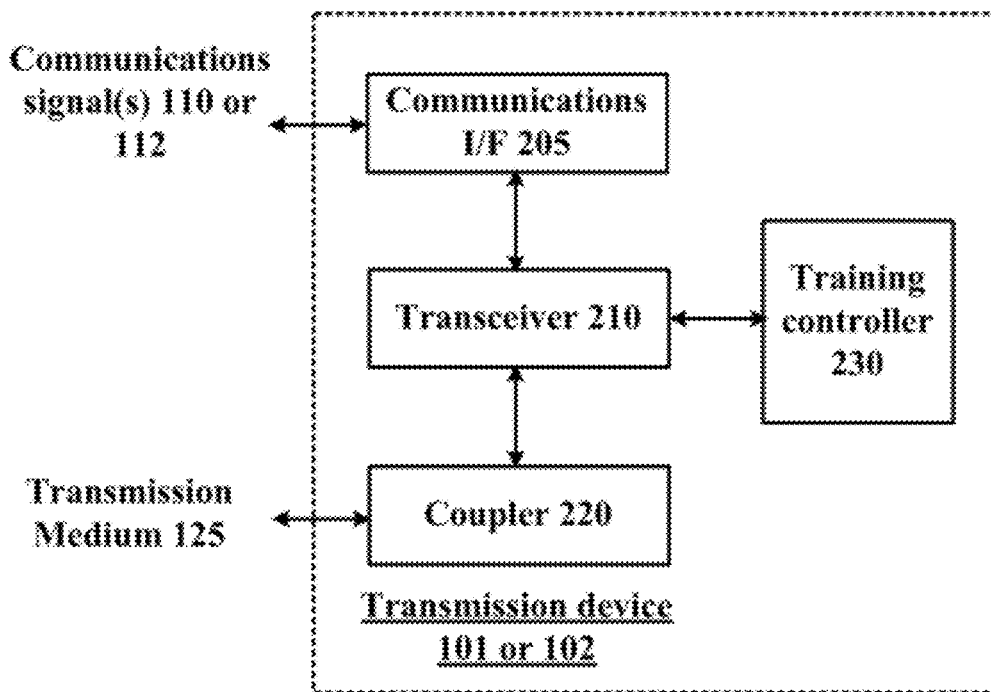 Communications
signal(s) 110 or
112
Communications
I/F 205
Transceiver 210
Training
controller
230
Transmission
Medium 125
Coupler 220
Transmission device
101 or 102